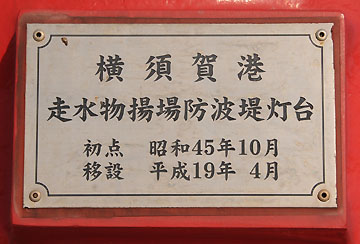 横須賀港
走水物揚場防波堤灯台
初点 昭和45年10月
移設 平成19年 4月